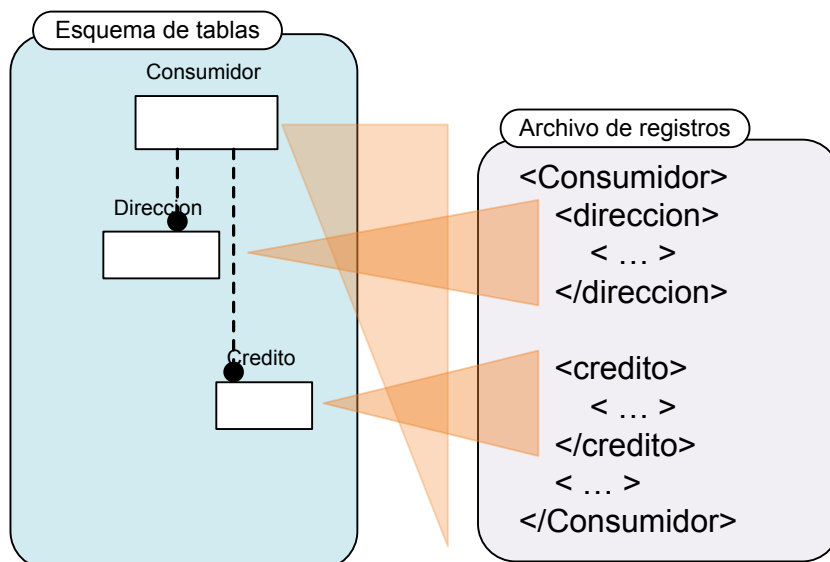 Esquema de tablas
Consumidor
Direccion
Credito
Archivo de registros
<Consumidor>
<direccion>
< … >
</direccion>
<credito>
< … >
</credito>
< … >
</Consumidor>